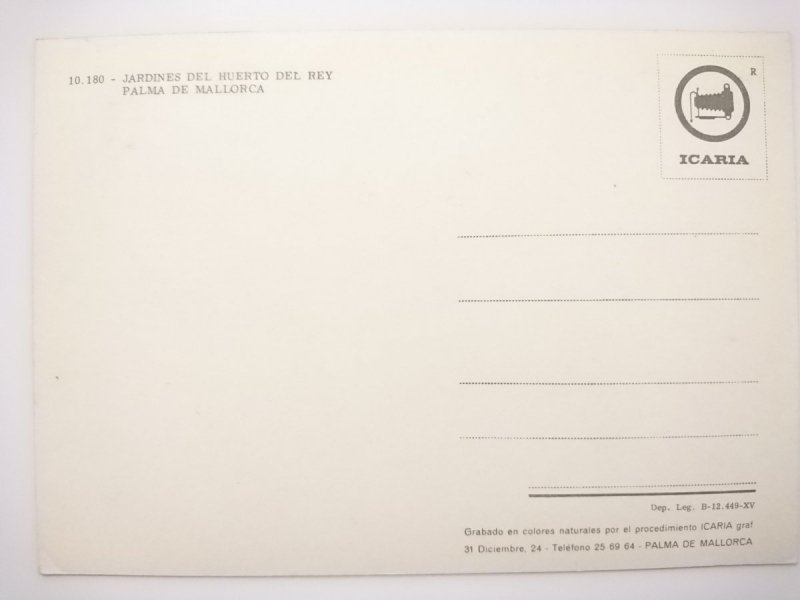 10.180 - JARDINES DEL HUERTO DEL REY
PALMA DE MALLORCA
R
ICARIA
Dep. Leg. B-12.449-XV
Grabado en colores naturales por el procedimiento ICARIA graf
31 Diciembre, 24 - Teléfono 25 69 64 - PALMA DE MALLORCA